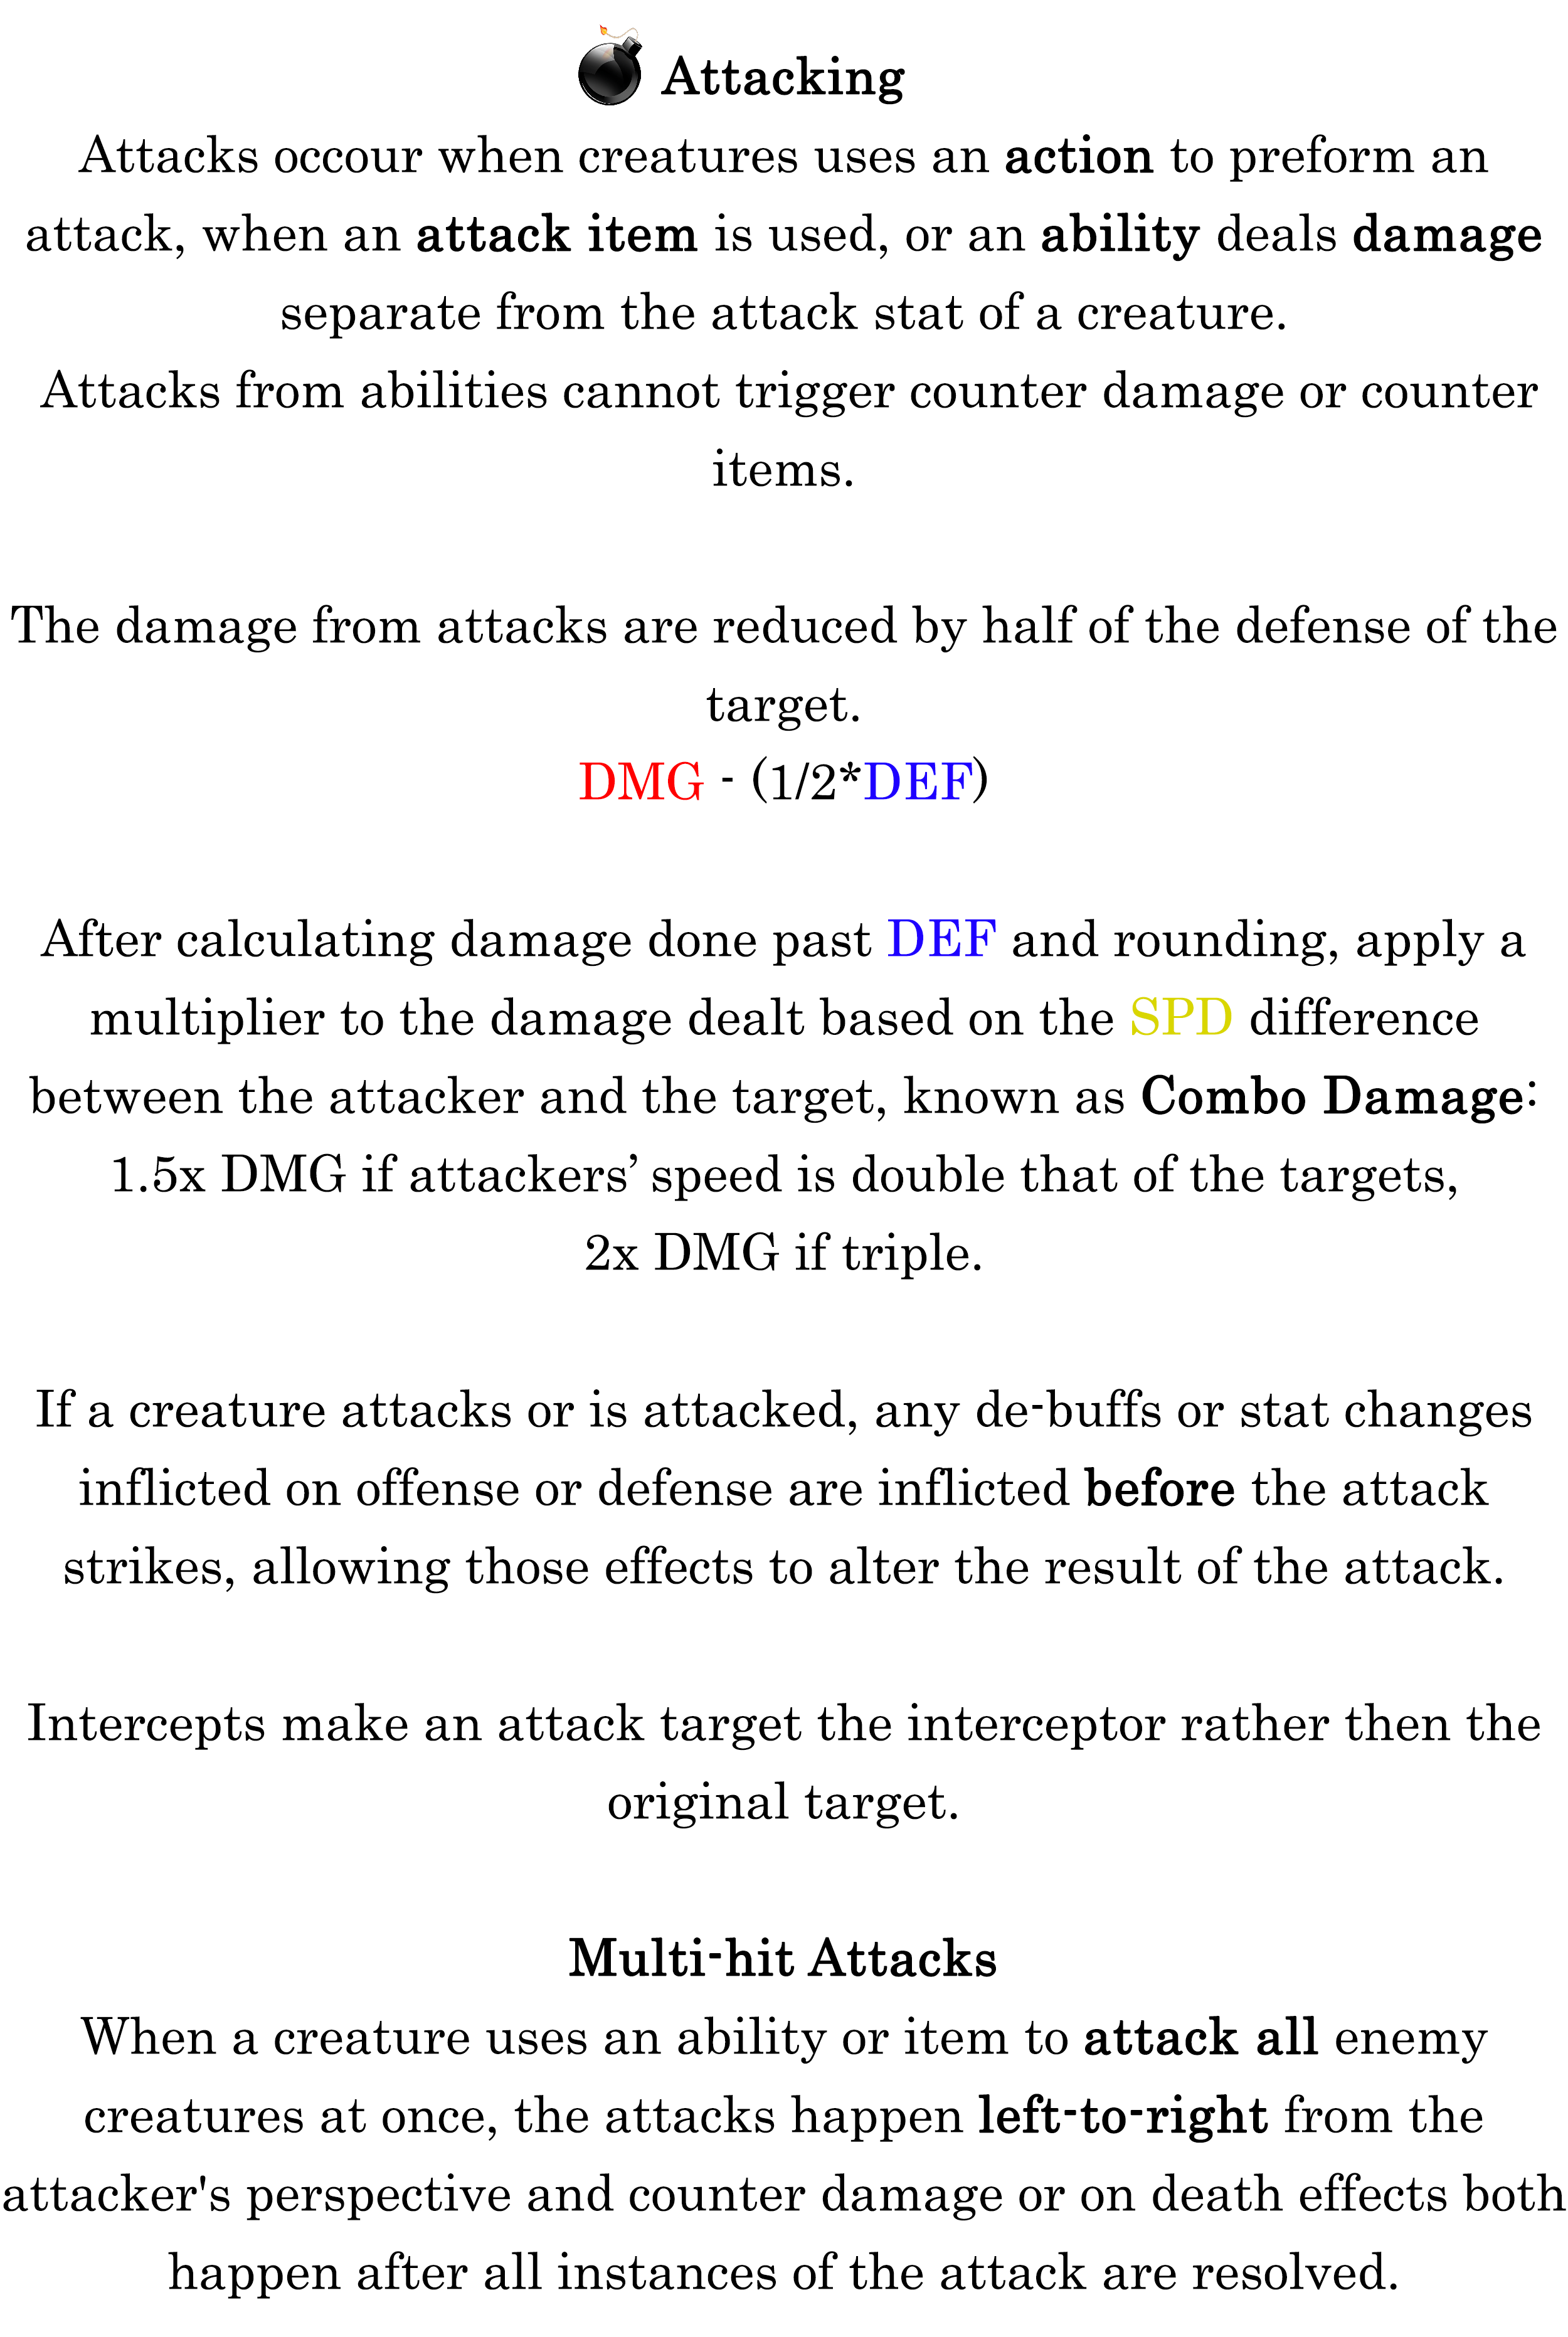 Attacking
Attacks occour when creatures uses an action to preform an
attack, when an attack item is used, or an ability deals damage
separate from the attack stat of a creature.
Attacks from abilities cannot trigger counter damage or counter
items.
The damage from attacks are reduced by half of the defense of the
target.
DMG - (1/2*DEF)
After calculating damage done past DEF and rounding, apply a
multiplier to the damage dealt based on the SPD difference
between the attacker and the target, known as Combo Damage:
1.5x DMG if attackers’ speed is double that of the targets,
2x DMG if triple.
If a creature attacks or is attacked, any de-buffs or stat changes
inflicted on offense or defense are inflicted before the attack
strikes, allowing those effects to alter the result of the attack.
Intercepts make an attack target the interceptor rather then the
original target.
Multi-hit Attacks
When a creature uses an ability or item to attack all enemy
creatures at once, the attacks happen left-to-right from the
attacker's perspective and counter damage or on death effects both
happen after all instances of the attack are resolved.